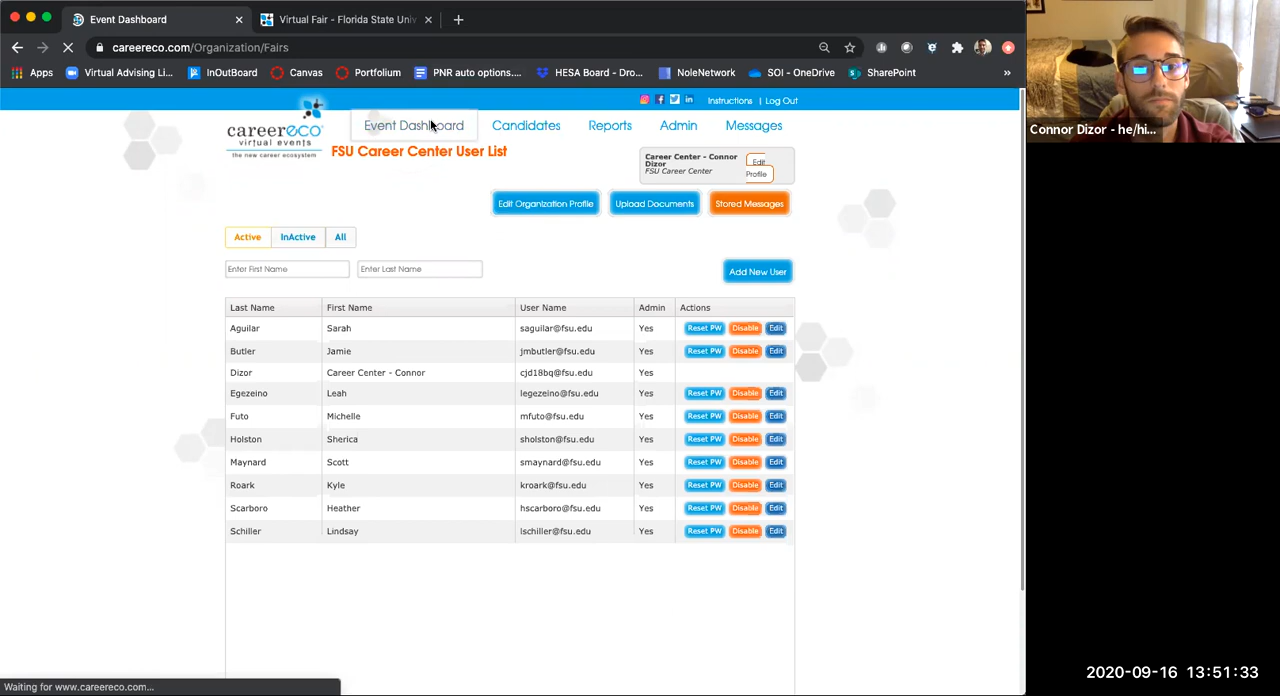 Event Dashboard
Virtual Fair - Florida State Univ
careereco.com/Organization/Fairs
Apps Virtual Advising Li... InOutBoard Canvas Portfolium PNR auto options.... HESA Board - Dro... NoleNetwork SOI - OneDrive SharePoint »
Instructions | Log Out
careereco
virtual events
the new career ecosystem
Event Dashboard Candidates Reports Admin Messages
FSU Career Center User List
Career Center - Connor
Dizor
FSU Career Center
Edit
Profile
Edit Organization Profile Upload Documents Stored Messages
Active InActive All
Enter First Name Enter Last Name Add New User
Last Name First Name User Name Admin Actions
Aguilar Sarah saguilar@fsu.edu Yes Reset PW Disable Edit
Butler Jamie jmbutler@fsu.edu Yes Reset PW Disable Edit
Dizor Career Center - Connor cjd18bq@fsu.edu Yes
Egezeino Leah legezeino@fsu.edu Yes Reset PW Disable Edit
Futo Michelle mfuto@fsu.edu Yes Reset PW Disable Edit
Holston Sherica sholston@fsu.edu Yes Reset PW Disable Edit
Maynard Scott smaynard@fsu.edu Yes Reset PW Disable Edit
Roark Kyle kroark@fsu.edu Yes Reset PW Disable Edit
Scarboro Heather hscarboro@fsu.edu Yes Reset PW Disable Edit
Schiller Lindsay lschiller@fsu.edu Yes Reset PW Disable Edit
Waiting for www.careereco.com...
Connor Dizor - he/hi...
2020-09-16 13:51:33